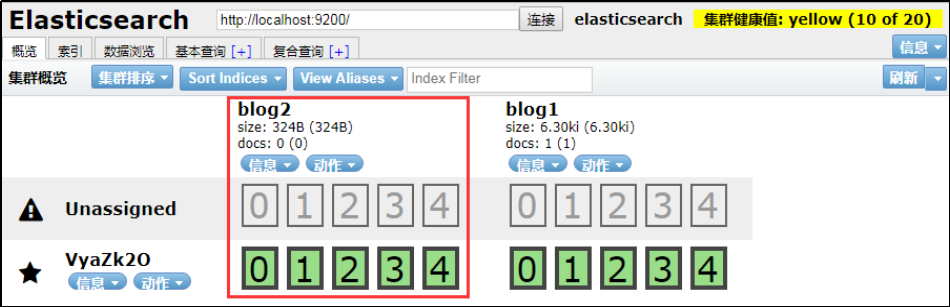 Elasticsearch http://localhost:9200/ 连接 elasticsearch 集群健康值: yellow (10 of 20)
概览 索引 数据浏览 基本查询 [+] 复合查询 [+] 信息
集群概览 集群排序 Sort Indices View Aliases Index Filter 刷新
blog2 blog1
size: 324B (324B) size: 6.30ki (6.30ki)
docs: 0 (0) docs: 1 (1)
信息 动作 信息 动作
Unassigned 0 1 2 3 4 0 1 2 3 4
VyaZk2O 0 1 2 3 4 0 1 2 3 4
信息 动作